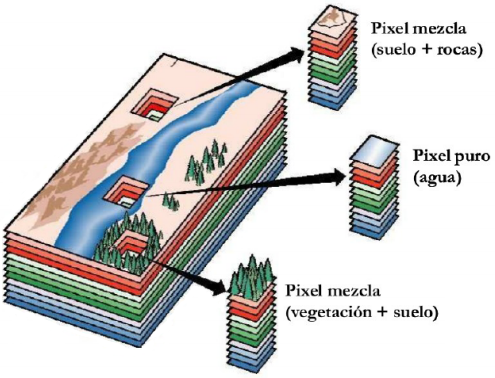 Pixel mezcla
(suelo + rocas)
Pixel puro
(agua)
Pixel mezcla
(vegetación + suelo)